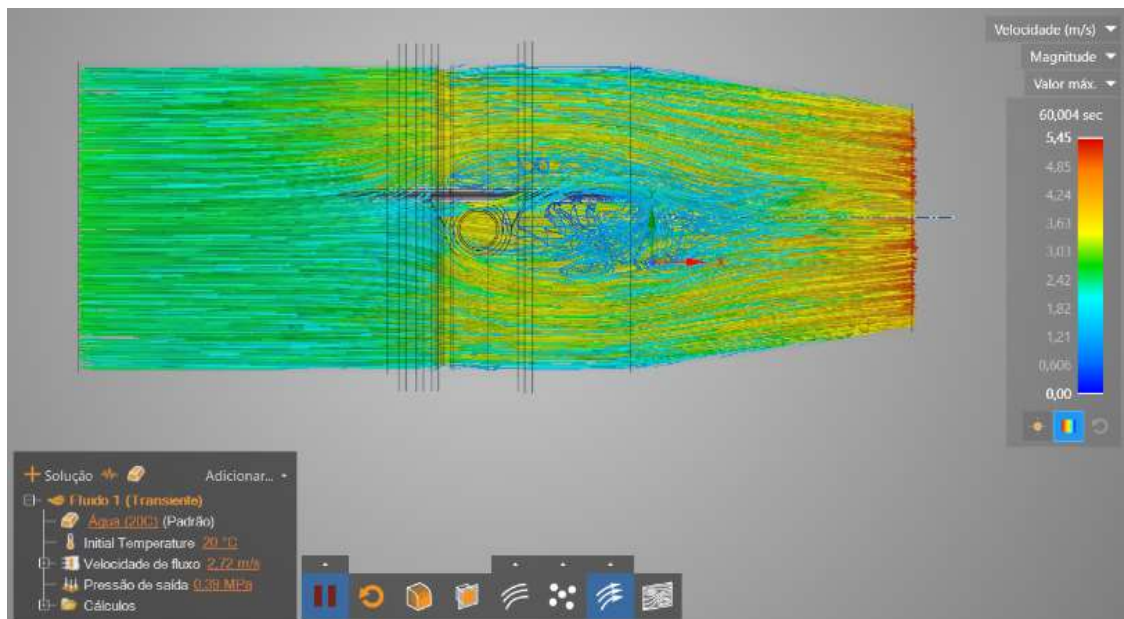 Velocidade (m/s)
Magnitude
Valor máx.
60,004 sec
5,45
4,85
4,24
3,63
3,03
2,42
1,82
1,21
0,606
0,00
Solução
Adicionar...
Fluido 1 (Transiente)
Água (20C) (Padrão)
Initial Temperature 20 °C
Velocidade de fluxo 2,72 m/s
Pressão de saída 0,39 MPa
Cálculos